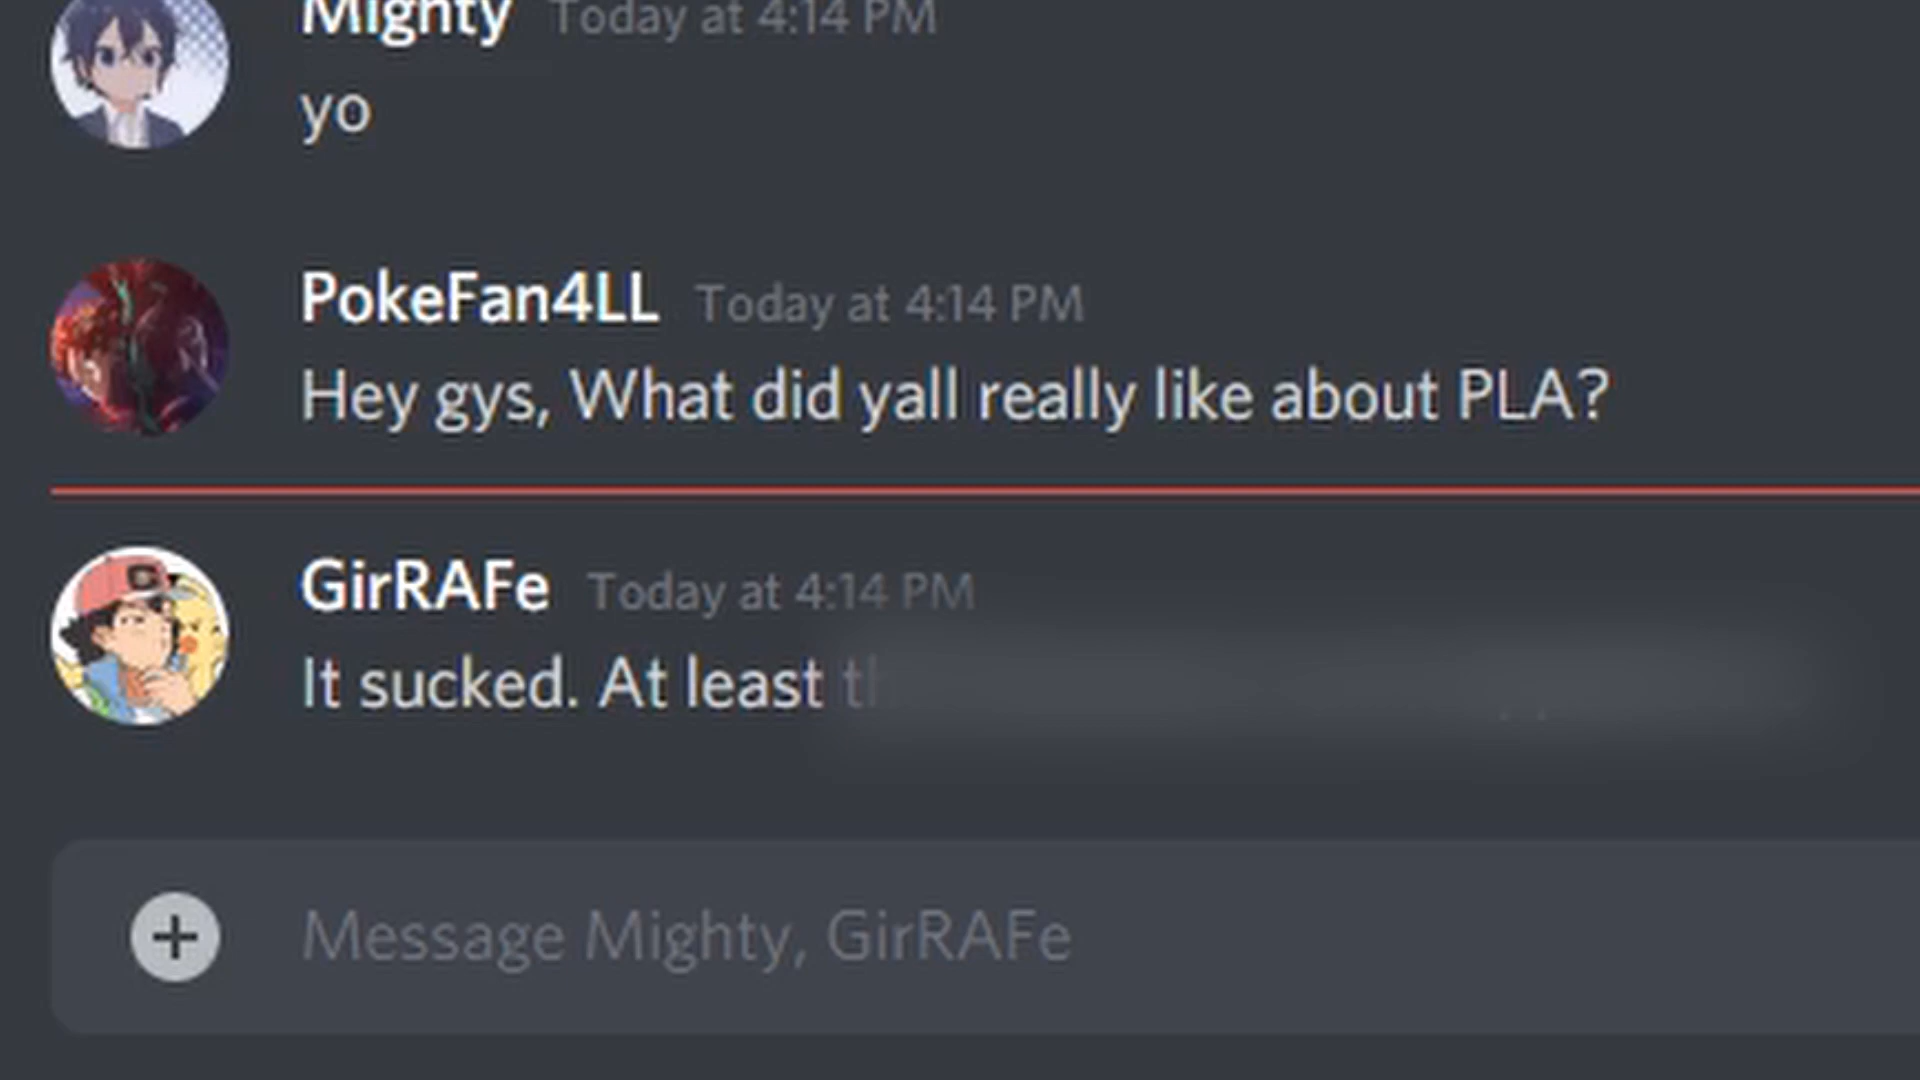 Mighty Today at 4:14 PM
yo
PokeFan4LL Today at 4:14 PM
Hey gys, What did yall really like about PLA?
GirRAFe Today at 4:14 PM
It sucked. At least
Message Mighty, GirRAFe